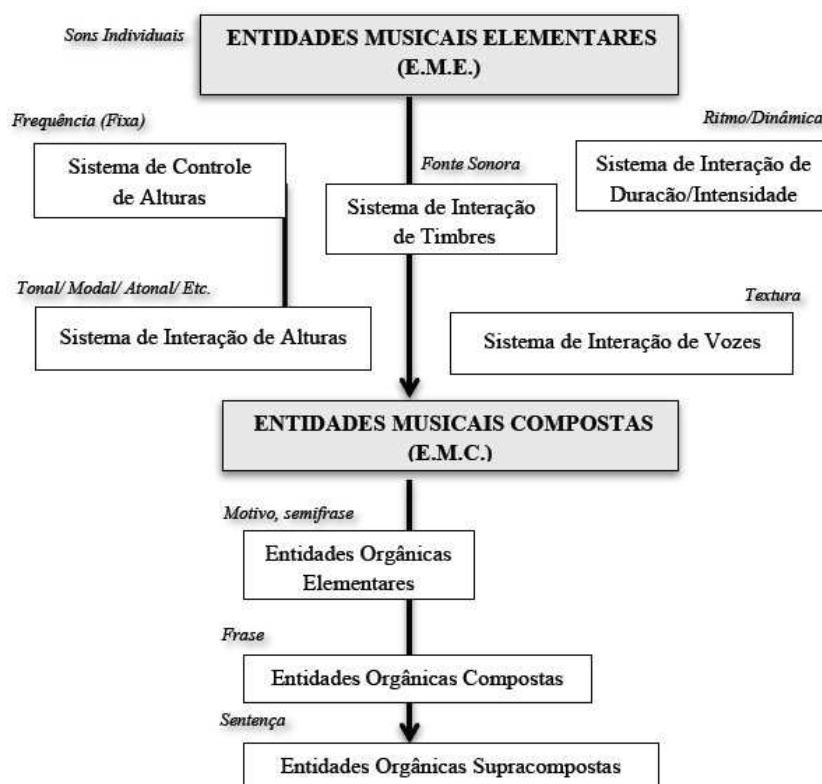 Sons Individuais
ENTIDADES MUSICAIS ELEMENTARES
(E.M.E.)
Frequência (Fixa)
Sistema de Controle
de Alturas
Fonte Sonora
Sistema de Interação
de Timbres
Ritmo/Dinâmica
Sistema de Interação de
Duracão/Intensidade
Tonal/ Modal/ Atonal/ Etc.
Sistema de Interação de Alturas
Textura
Sistema de Interação de Vozes
ENTIDADES MUSICAIS COMPOSTAS
(E.M.C.)
Motivo, semifrase
Entidades Orgânicas
Elementares
Frase
Entidades Orgânicas Compostas
Sentença
Entidades Orgânicas Supracompostas